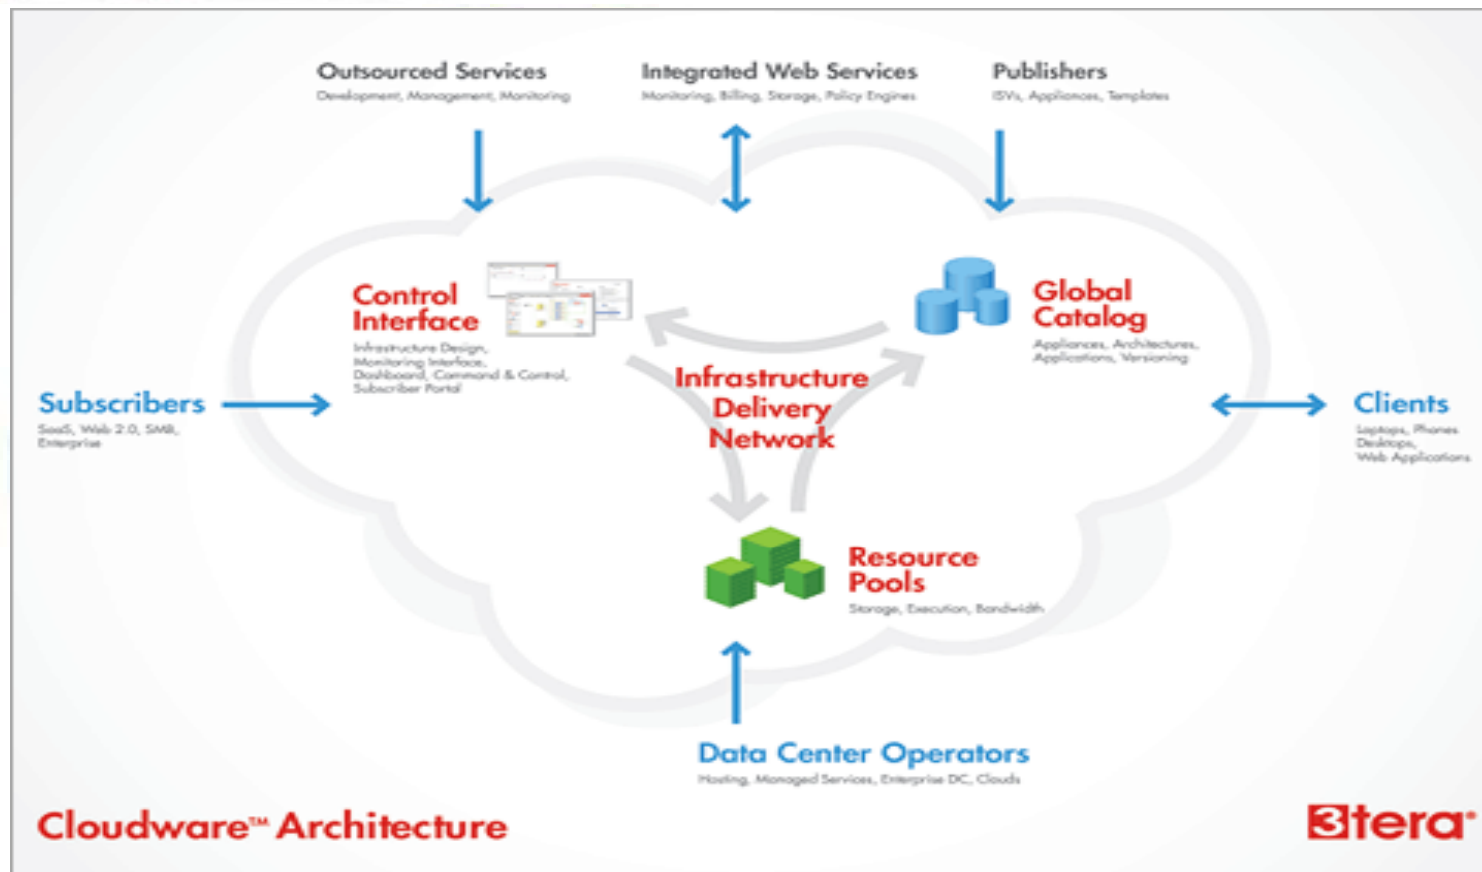 Outsourced Services
Development, Management, Monitoring
Integrated Web Services
Monitoring, Billing, Storage, Policy Engines
Publishers
ISVs, Appliances, Templates
Control
Interface
Infrastructure Design,
Monitoring Interface,
Dashboard, Command & Control,
Subscriber Portal
Global
Catalog
Appliances, Architectures,
Applications, Versioning
Infrastructure
Delivery
Network
Subscribers
SaaS, Web 2.0, SMB,
Enterprise
Clients
Laptops, Phones
Desktops,
Web Applications
Resource
Pools
Storage, Execution, Bandwidth
Data Center Operators
Hosting, Managed Services, Enterprise DC, Clouds
Cloudware™ Architecture
3tera